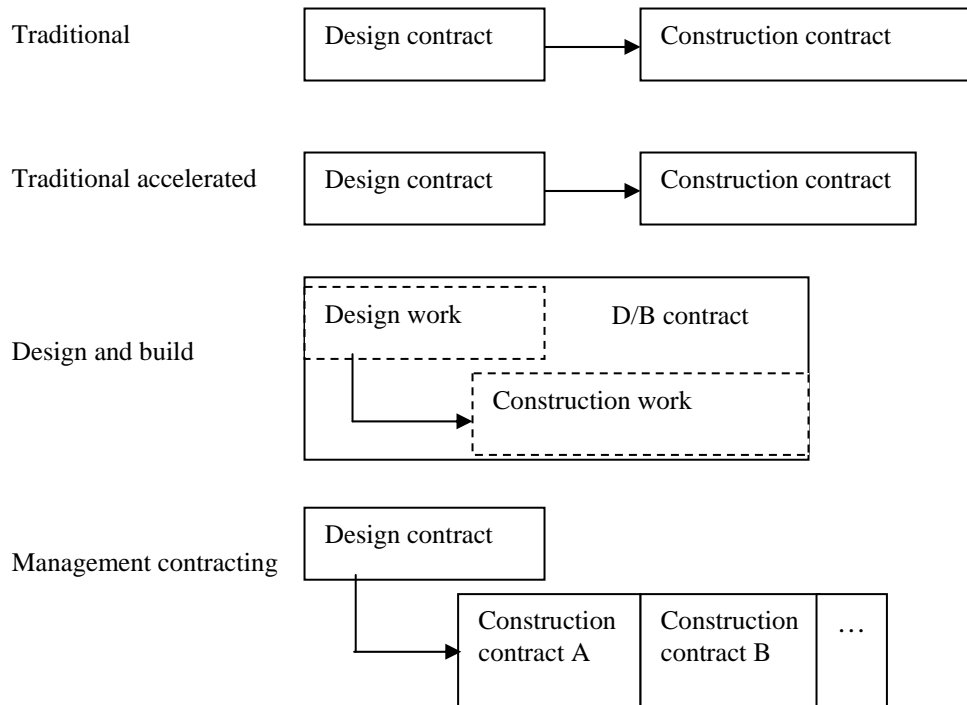 Traditional
Design contract
Construction contract
Traditional accelerated
Design contract
Construction contract
Design and build
Design work
D/B contract
Construction work
Management contracting
Design contract
Construction
contract A
Construction
contract B
…